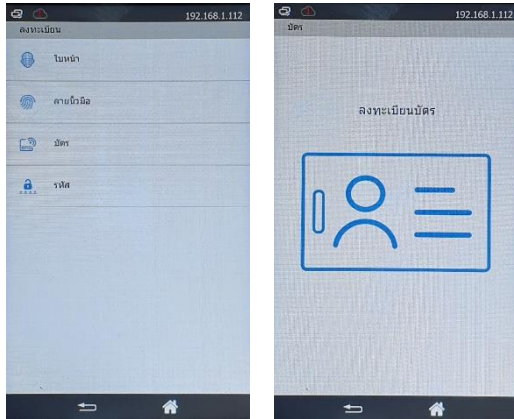 192.168.1.112
ลงทะเบียน
ใบหน้า
ลายนิ้วมือ
บัตร
รหัส
192.168.1.112
บัตร
ลงทะเบียนบัตร